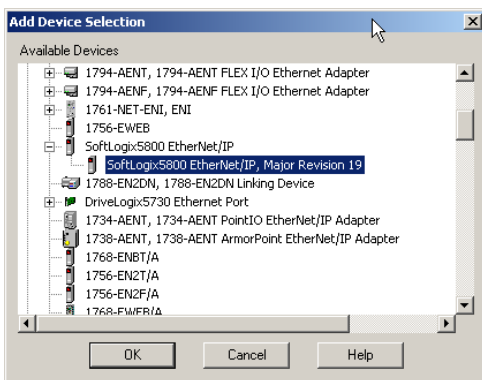 Add Device Selection
Available Devices
1794-AENT, 1794-AENT FLEX I/O Ethernet Adapter
1794-AENF, 1794-AENF FLEX I/O Ethernet Adapter
1761-NET-ENI, ENI
1756-EWEB
SoftLogix5800 EtherNet/IP
SoftLogix5800 EtherNet/IP, Major Revision 19
1788-EN2DN, 1788-EN2DN Linking Device
DriveLogix5730 Ethernet Port
1734-AENT, 1734-AENT PointIO EtherNet/IP Adapter
1738-AENT, 1738-AENT ArmorPoint EtherNet/IP Adapter
1768-ENBT/A
1756-EN2T/A
1756-EN2F/A
1768-EWEB/A
OK Cancel Help